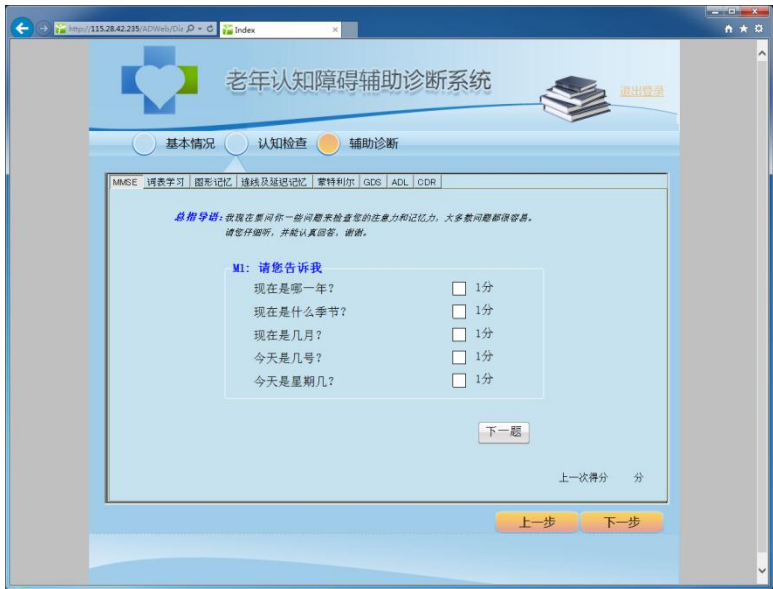 http://115.28.42.235/ADWeb/Dia
Index
老年认知障碍辅助诊断系统
退出登录
基本情况 认知检查 辅助诊断
MMSE 词表学习 图形记忆 连线及延迟记忆 蒙特利尔 GDS ADL CDR
总指导语:我现在要问你一些问题来检查您的注意力和记忆力,大多数问题都很容易。
请您仔细听,并能认真回答,谢谢。
M1: 请您告诉我
现在是哪一年? 1分
现在是什么季节? 1分
现在是几月? 1分
今天是几号? 1分
今天是星期几? 1分
下一题
上一次得分 分
上一步 下一步